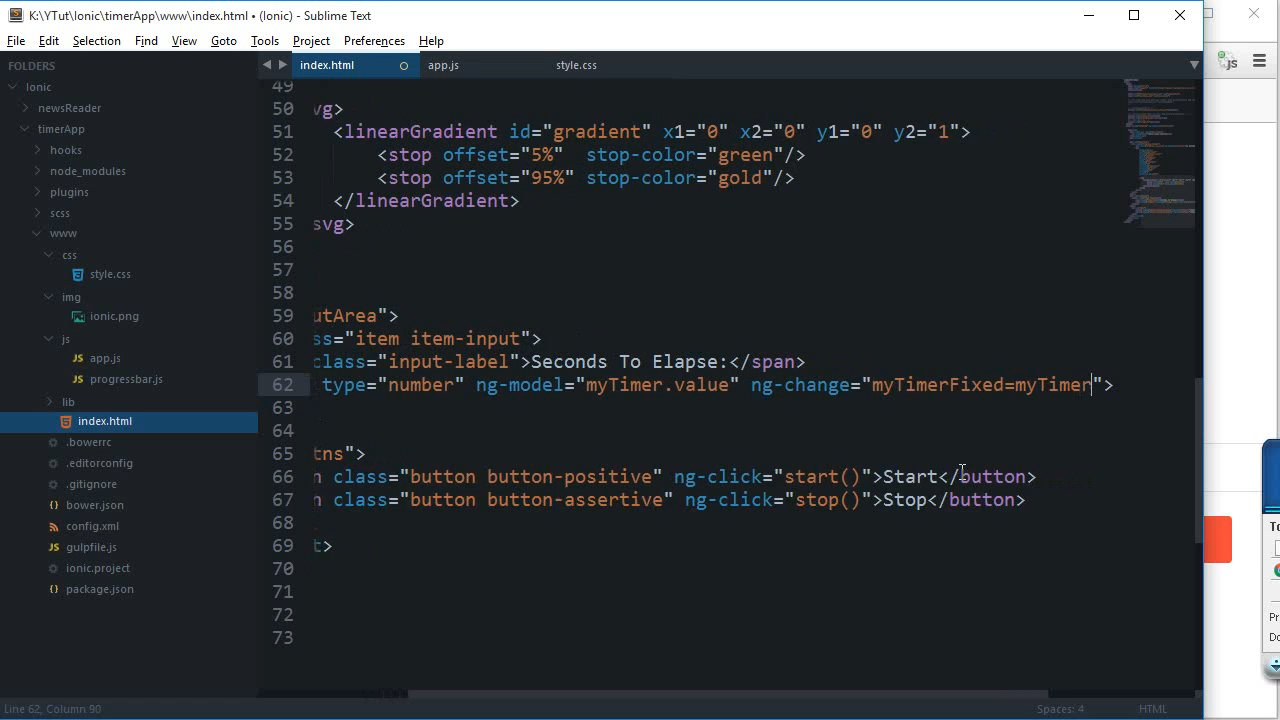 K:\YTut\Ionic\timerApp\www\index.html • (Ionic) - Sublime Text
File Edit Selection Find View Goto Tools Project Preferences Help
FOLDERS
Ionic
newsReader
timerApp
hooks
node_modules
plugins
scss
www
css
style.css
img
ionic.png
js
app.js
progressbar.js
lib
index.html
.bowerrc
.editorconfig
.gitignore
bower.json
config.xml
gulpfile.js
ionic.project
package.json
index.html app.js style.css
49
50 vg>
51 <linearGradient id="gradient" x1="0" x2="0" y1="0" y2="1">
52 <stop offset="5%" stop-color="green"/>
53 <stop offset="95%" stop-color="gold"/>
54 </linearGradient>
55 svg>
56
57
58
59 utArea">
60 ss="item item-input">
61 class="input-label">Seconds To Elapse:</span>
62 type="number" ng-model="myTimer.value" ng-change="myTimerFixed=myTimer">
63
64
65 tns">
66 n class="button button-positive" ng-click="start()">Start</button>
67 n class="button button-assertive" ng-click="stop()">Stop</button>
68
69 t>
70
71
72
73
Line 62, Column 90 Spaces: 4 HTML
js
To
Pr
Do